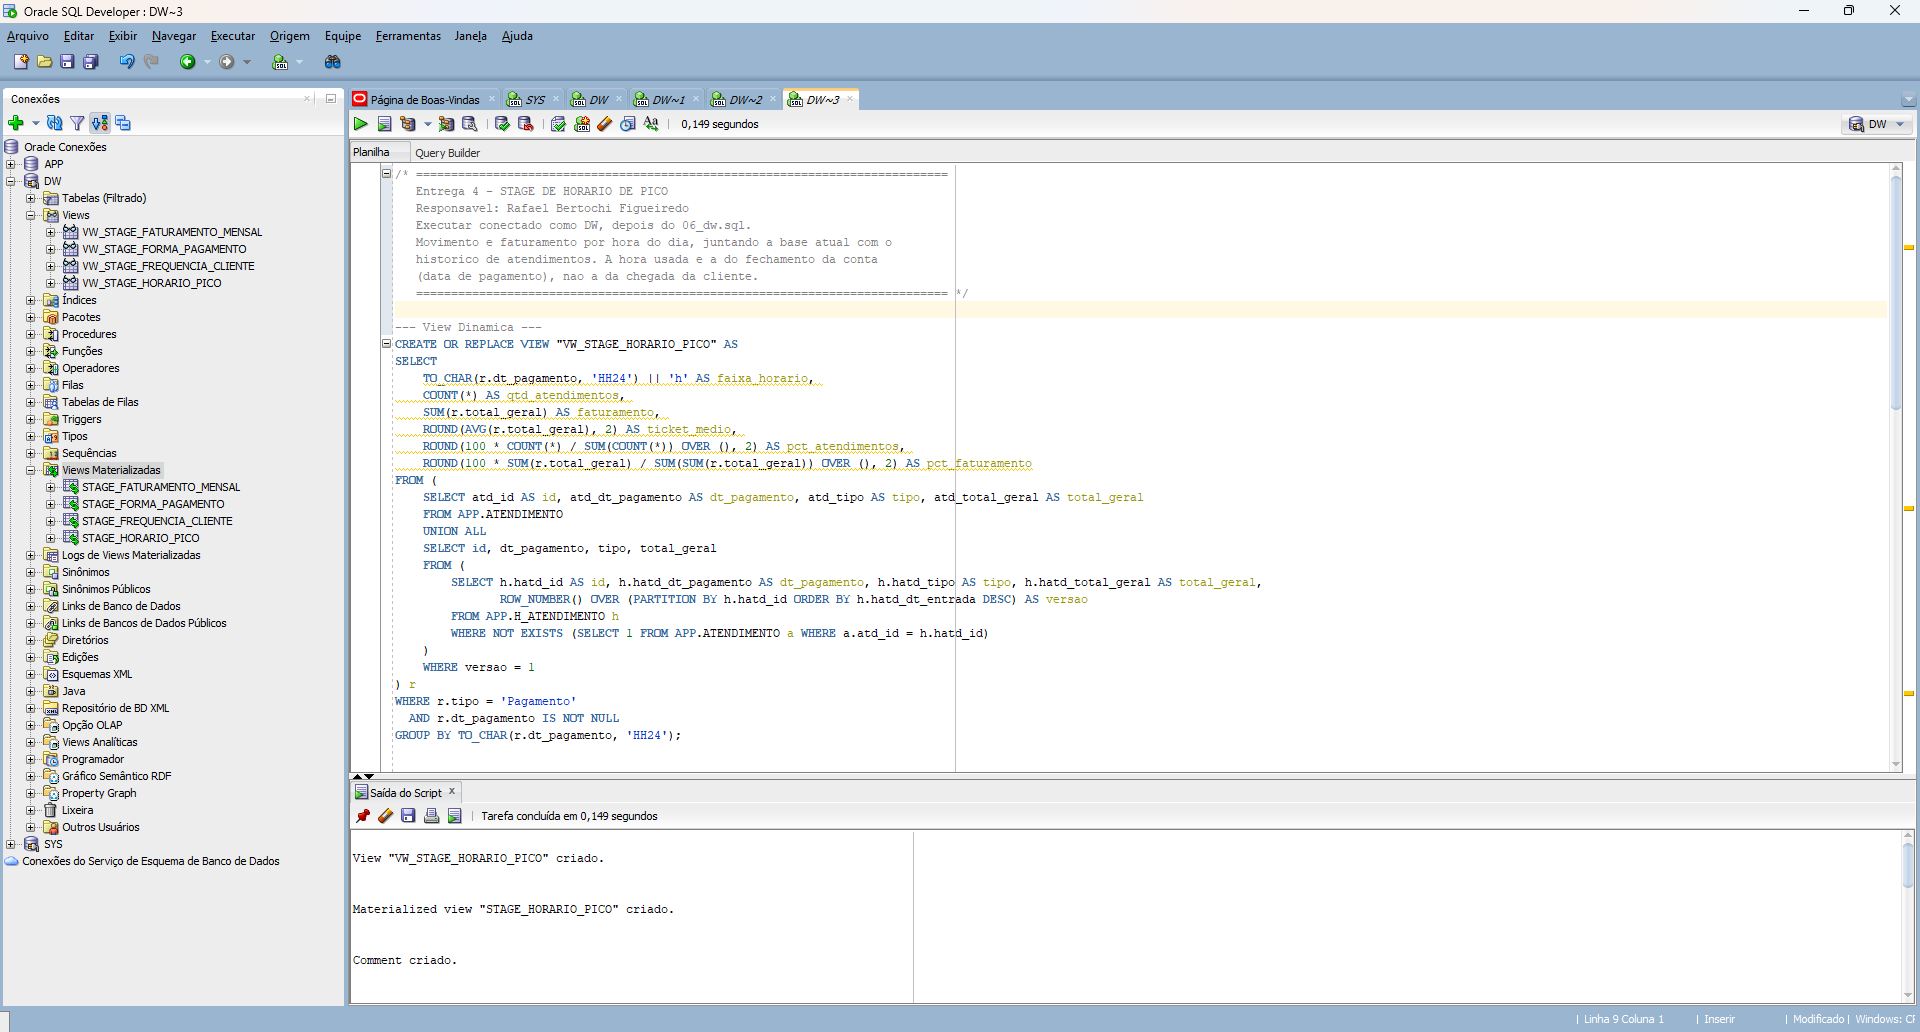 Oracle SQL Developer : DW~3
Arquivo Editar Exibir Navegar Executar Origem Equipe Ferramentas Janela Ajuda
Conexões
Oracle Conexões
APP
DW
Tabelas (Filtrado)
Views
VW_STAGE_FATURAMENTO_MENSAL
VW_STAGE_FORMA_PAGAMENTO
VW_STAGE_FREQUENCIA_CLIENTE
VW_STAGE_HORARIO_PICO
Índices
Pacotes
Procedures
Funções
Operadores
Filas
Tabelas de Filas
Triggers
Tipos
Sequências
Views Materializadas
STAGE_FATURAMENTO_MENSAL
STAGE_FORMA_PAGAMENTO
STAGE_FREQUENCIA_CLIENTE
STAGE_HORARIO_PICO
Logs de Views Materializadas
Sinônimos
Sinônimos Públicos
Links de Banco de Dados
Links de Bancos de Dados Públicos
Diretórios
Edições
Esquemas XML
Java
Repositório de BD XML
Opção OLAP
Views Analíticas
Programador
Gráfico Semântico RDF
Property Graph
Lixeira
Outros Usuários
SYS
Conexões do Serviço de Esquema de Banco de Dados
Página de Boas-Vindas SYS DW DW~1 DW~2 DW~3
0,149 segundos DW
Planilha Query Builder
/* ============================================================================
Entrega 4 - STAGE DE HORARIO DE PICO
Responsavel: Rafael Bertochi Figueiredo
Executar conectado como DW, depois do 06_dw.sql.
Movimento e faturamento por hora do dia, juntando a base atual com o
historico de atendimentos. A hora usada e a do fechamento da conta
(data de pagamento), nao a da chegada da cliente.
============================================================================ */
--- View Dinamica ---
CREATE OR REPLACE VIEW "VW_STAGE_HORARIO_PICO" AS
SELECT
TO_CHAR(r.dt_pagamento, 'HH24') || 'h' AS faixa_horario,
COUNT(*) AS qtd_atendimentos,
SUM(r.total_geral) AS faturamento,
ROUND(AVG(r.total_geral), 2) AS ticket_medio,
ROUND(100 * COUNT(*) / SUM(COUNT(*)) OVER (), 2) AS pct_atendimentos,
ROUND(100 * SUM(r.total_geral) / SUM(SUM(r.total_geral)) OVER (), 2) AS pct_faturamento
FROM (
SELECT atd_id AS id, atd_dt_pagamento AS dt_pagamento, atd_tipo AS tipo, atd_total_geral AS total_geral
FROM APP.ATENDIMENTO
UNION ALL
SELECT id, dt_pagamento, tipo, total_geral
FROM (
SELECT h.hatd_id AS id, h.hatd_dt_pagamento AS dt_pagamento, h.hatd_tipo AS tipo, h.hatd_total_geral AS total_geral,
ROW_NUMBER() OVER (PARTITION BY h.hatd_id ORDER BY h.hatd_dt_entrada DESC) AS versao
FROM APP.H_ATENDIMENTO h
WHERE NOT EXISTS (SELECT 1 FROM APP.ATENDIMENTO a WHERE a.atd_id = h.hatd_id)
)
WHERE versao = 1
) r
WHERE r.tipo = 'Pagamento'
AND r.dt_pagamento IS NOT NULL
GROUP BY TO_CHAR(r.dt_pagamento, 'HH24');
Saída do Script
Tarefa concluída em 0,149 segundos
View "VW_STAGE_HORARIO_PICO" criado.
Materialized view "STAGE_HORARIO_PICO" criado.
Comment criado.
Linha 9 Coluna 1 | Inserir | Modificado | Windows: